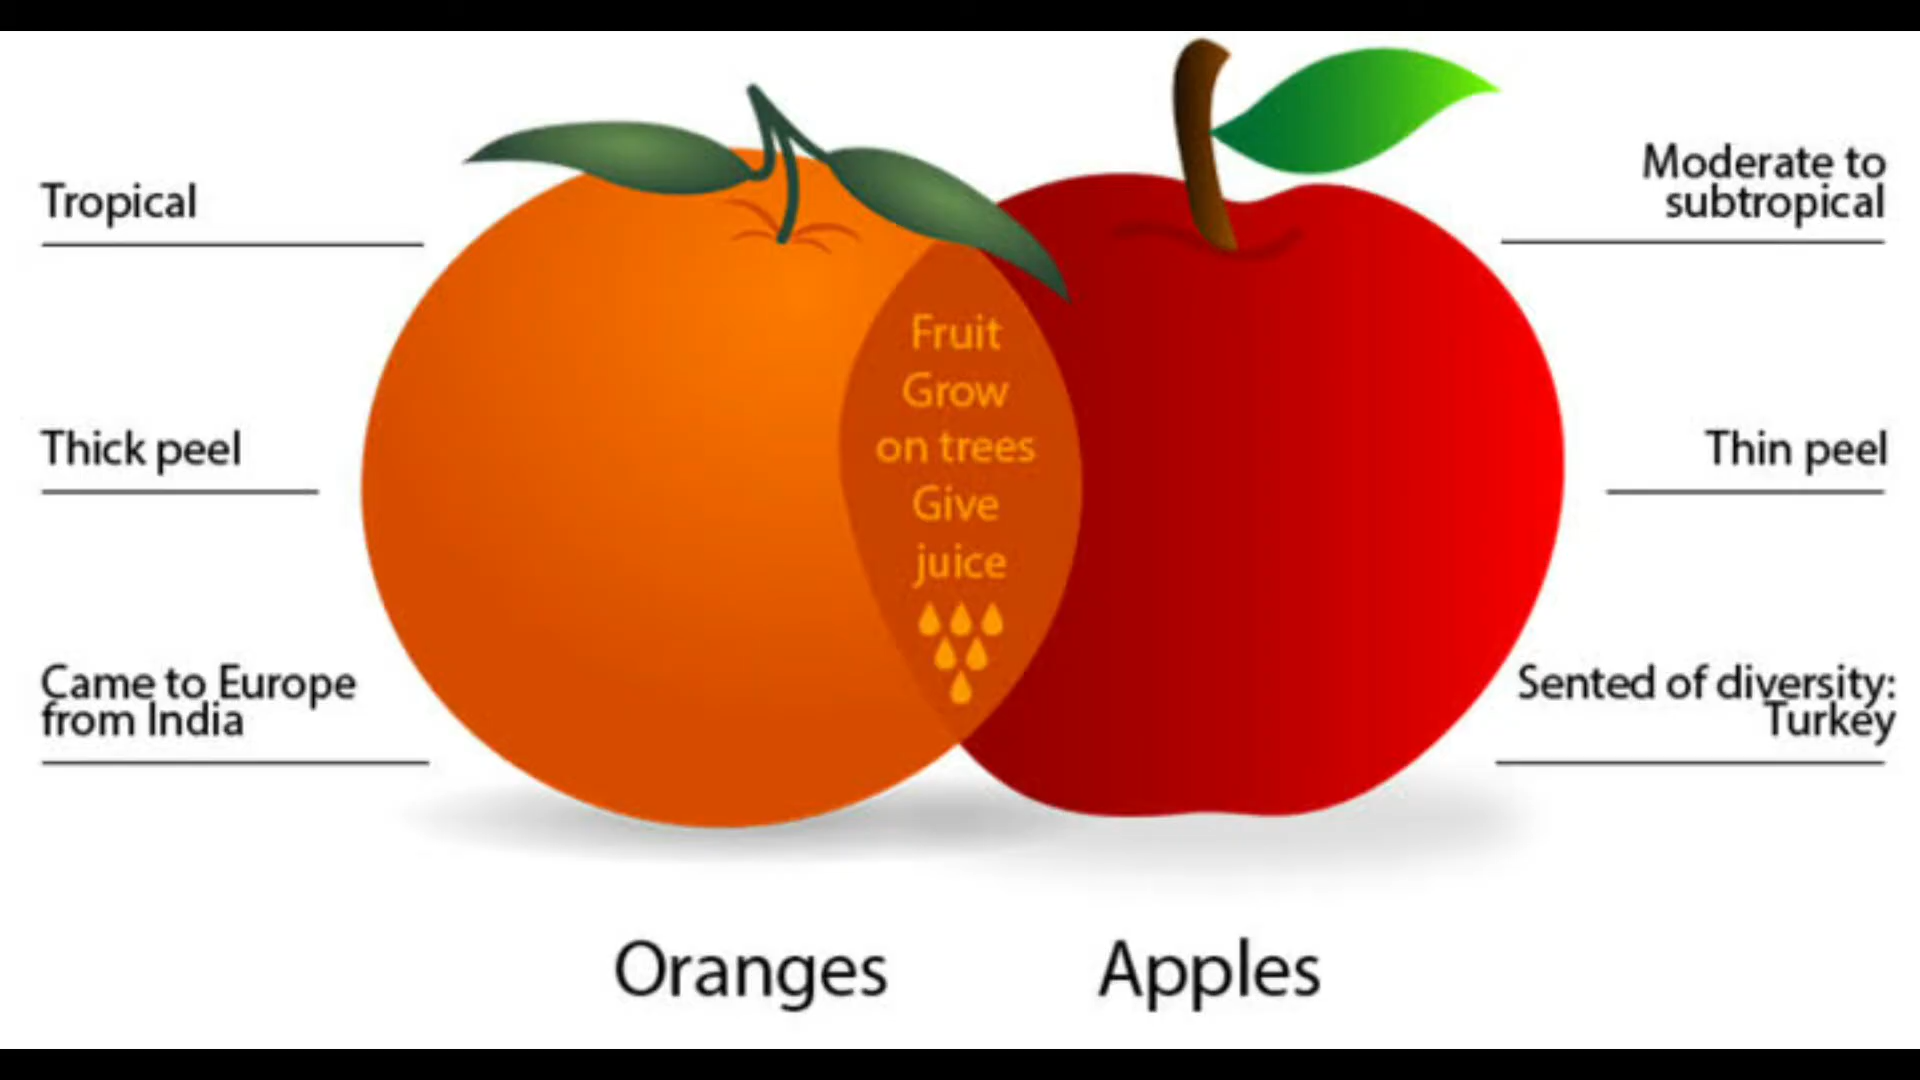 Tropical
Thick peel
Came to Europe
from India
Fruit
Grow
on trees
Give
juice
Moderate to
subtropical
Thin peel
Sented of diversity:
Turkey
Oranges
Apples